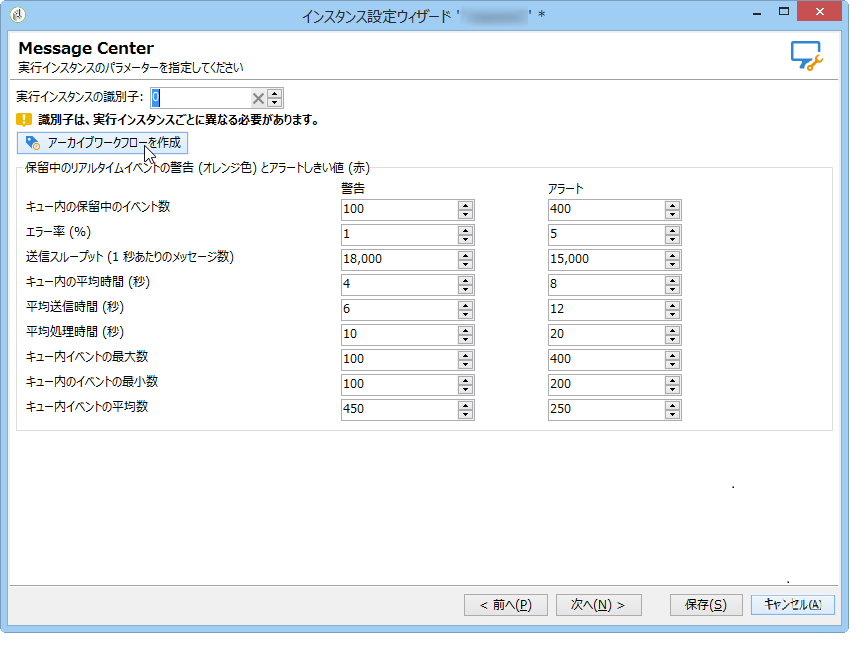 インスタンス設定ウィザード ' ' *
Message Center
実行インスタンスのパラメーターを指定してください
実行インスタンスの識別子: 0
識別子は、実行インスタンスごとに異なる必要があります。
アーカイブワークフローを作成
保留中のリアルタイムイベントの警告 (オレンジ色) とアラートしきい値 (赤)
警告 アラート
キュー内の保留中のイベント数 100 400
エラー率 (%) 1 5
送信スループット (1 秒あたりのメッセージ数) 18,000 15,000
キュー内の平均時間 (秒) 4 8
平均送信時間 (秒) 6 12
平均処理時間 (秒) 10 20
キュー内イベントの最大数 100 400
キュー内のイベントの最小数 100 200
キュー内イベントの平均数 450 250
< 前へ(P) 次へ(N) > 保存(S) キャンセル(A)